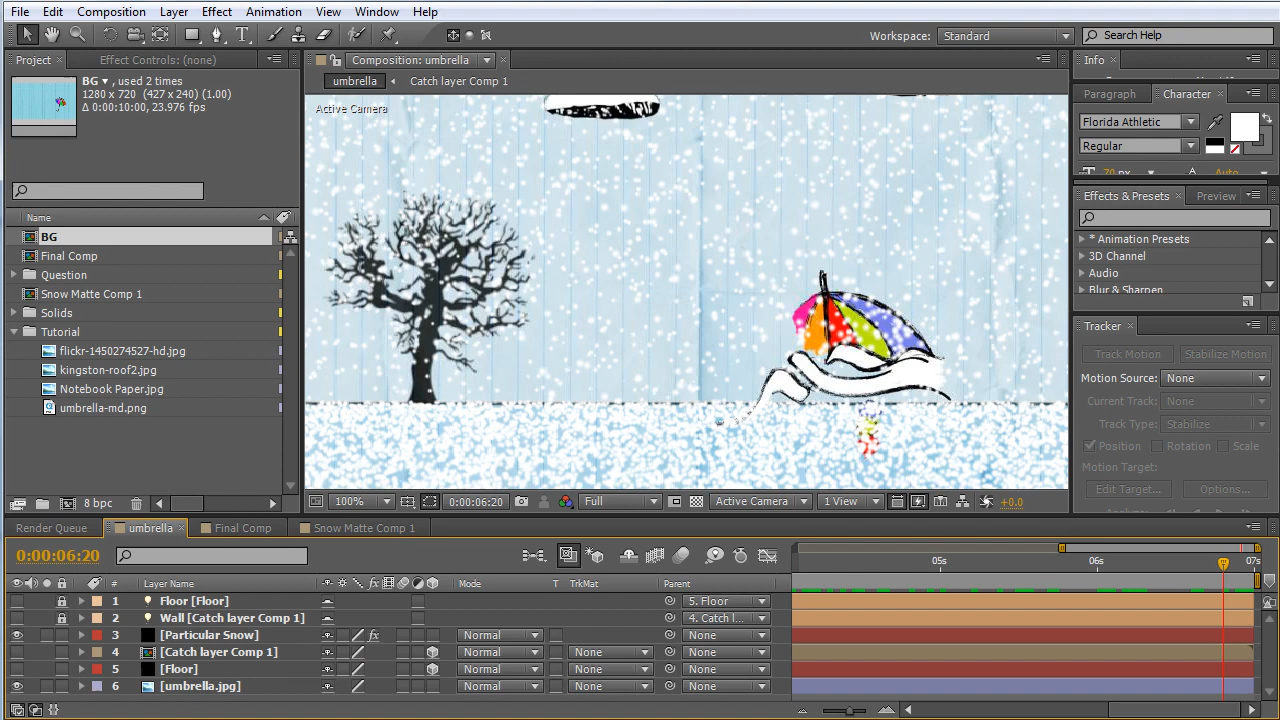 File Edit Composition Layer Effect Animation View Window Help
Workspace: Standard Search Help
Project Effect Controls: (none)
Composition: umbrella
Info
BG , used 2 times
1280 x 720 (427 x 240) (1.00)
Δ 0:00:10:00, 23.976 fps
umbrella Catch layer Comp 1
Active Camera
Paragraph Character
Florida Athletic
Regular
70 px Auto
Effects & Presets Preview
* Animation Presets
3D Channel
Audio
Blur & Sharpen
Name
BG
Final Comp
Question
Snow Matte Comp 1
Solids
Tutorial
flickr-1450274527-hd.jpg
kingston-roof2.jpg
Notebook Paper.jpg
umbrella-md.png
Tracker
Track Motion Stabilize Motion
Motion Source: None
Current Track: None
Track Type: Stabilize
Position Rotation Scale
Motion Target:
Edit Target... Options...
8 bpc
100% 0:00:06:20 Full Active Camera 1 View +0.0
Render Queue umbrella Final Comp Snow Matte Comp 1
0:00:06:20
05s 06s 07s
# Layer Name fx Mode T TrkMat Parent
1 Floor [Floor] 5. Floor
2 Wall [Catch layer Comp 1] 4. Catch l...
3 [Particular Snow] fx Normal None
4 [Catch layer Comp 1] Normal None None
5 [Floor] Normal None None
6 [umbrella.jpg] Normal None None